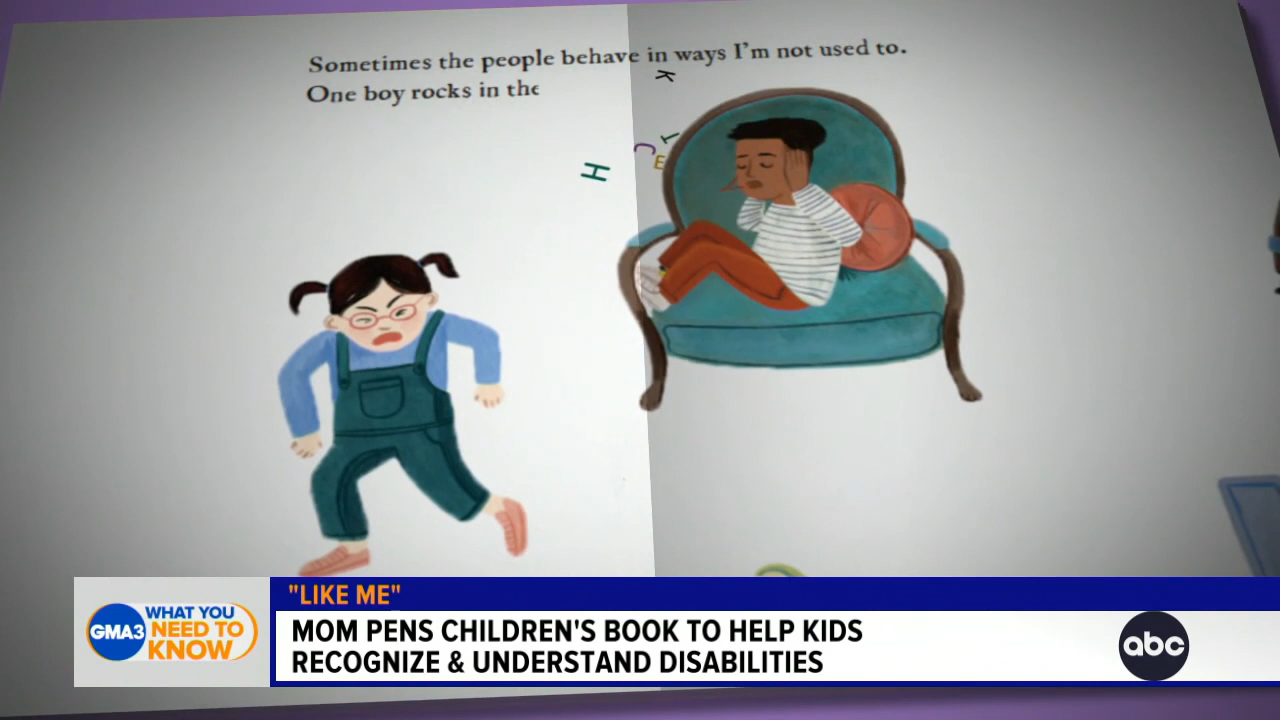 Sometimes the people behave in ways I'm not used to.
One boy rocks in the
K
L
C
E
H
"LIKE ME"
GMA3
WHAT YOU
NEED TO
KNOW
MOM PENS CHILDREN'S BOOK TO HELP KIDS
RECOGNIZE & UNDERSTAND DISABILITIES
abc